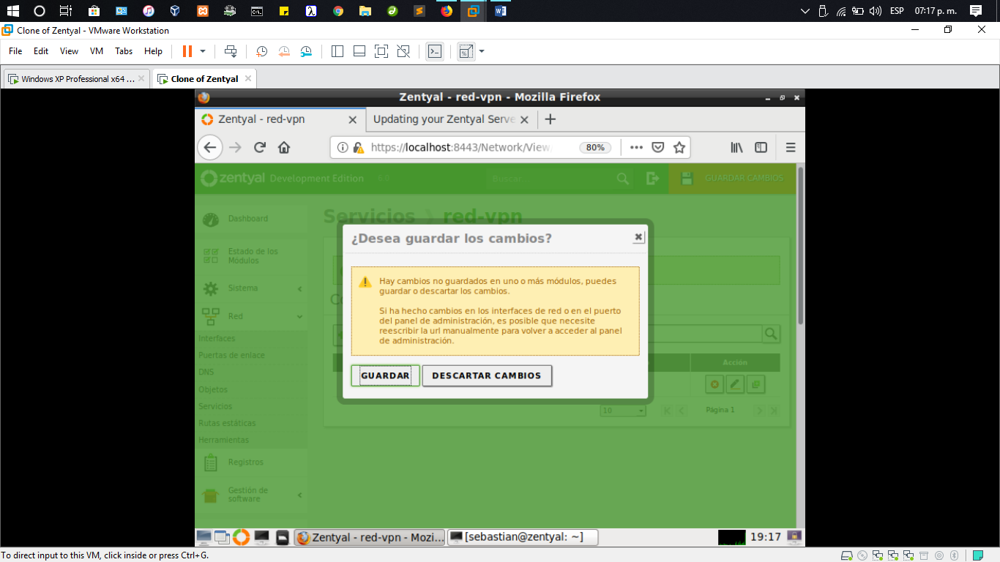 ESP
07:17 p. m.
Clone of Zentyal - VMware Workstation
File Edit View VM Tabs Help
Windows XP Professional x64 ...
Clone of Zentyal
Zentyal - red-vpn - Mozilla Firefox
Zentyal - red-vpn
Updating your Zentyal Serve
https://localhost:8443/Network/View
80%
zentyal Development Edition 6.0
Buscar...
GUARDAR CAMBIOS
Dashboard
Estado de los
Módulos
Sistema
Red
Interfaces
Puertas de enlace
DNS
Objetos
Servicios
Rutas estáticas
Herramientas
Registros
Gestión de
software
Servicios
red-vpn
¿Desea guardar los cambios?
Hay cambios no guardados en uno o más módulos, puedes
guardar o descartar los cambios.
Si ha hecho cambios en los interfaces de red o en el puerto
del panel de administración, es posible que necesite
reescribir la url manualmente para volver a acceder al panel
de administración.
GUARDAR
DESCARTAR CAMBIOS
Acción
10
Página 1
Zentyal - red-vpn - Mozi...
[sebastian@zentyal: ~]
19:17
To direct input to this VM, click inside or press Ctrl+G.